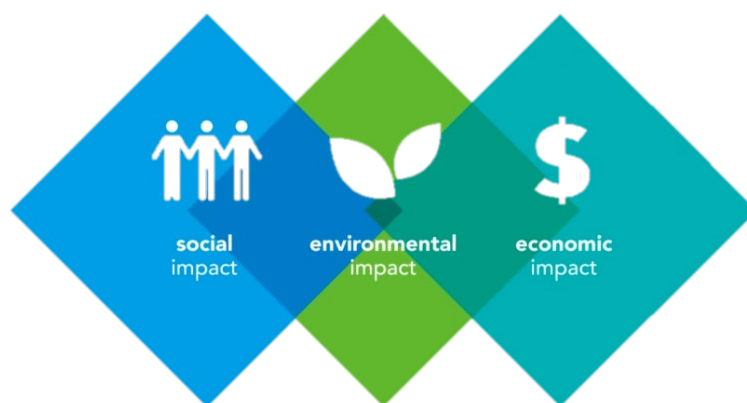 social
impact
environmental
impact
$
economic
impact